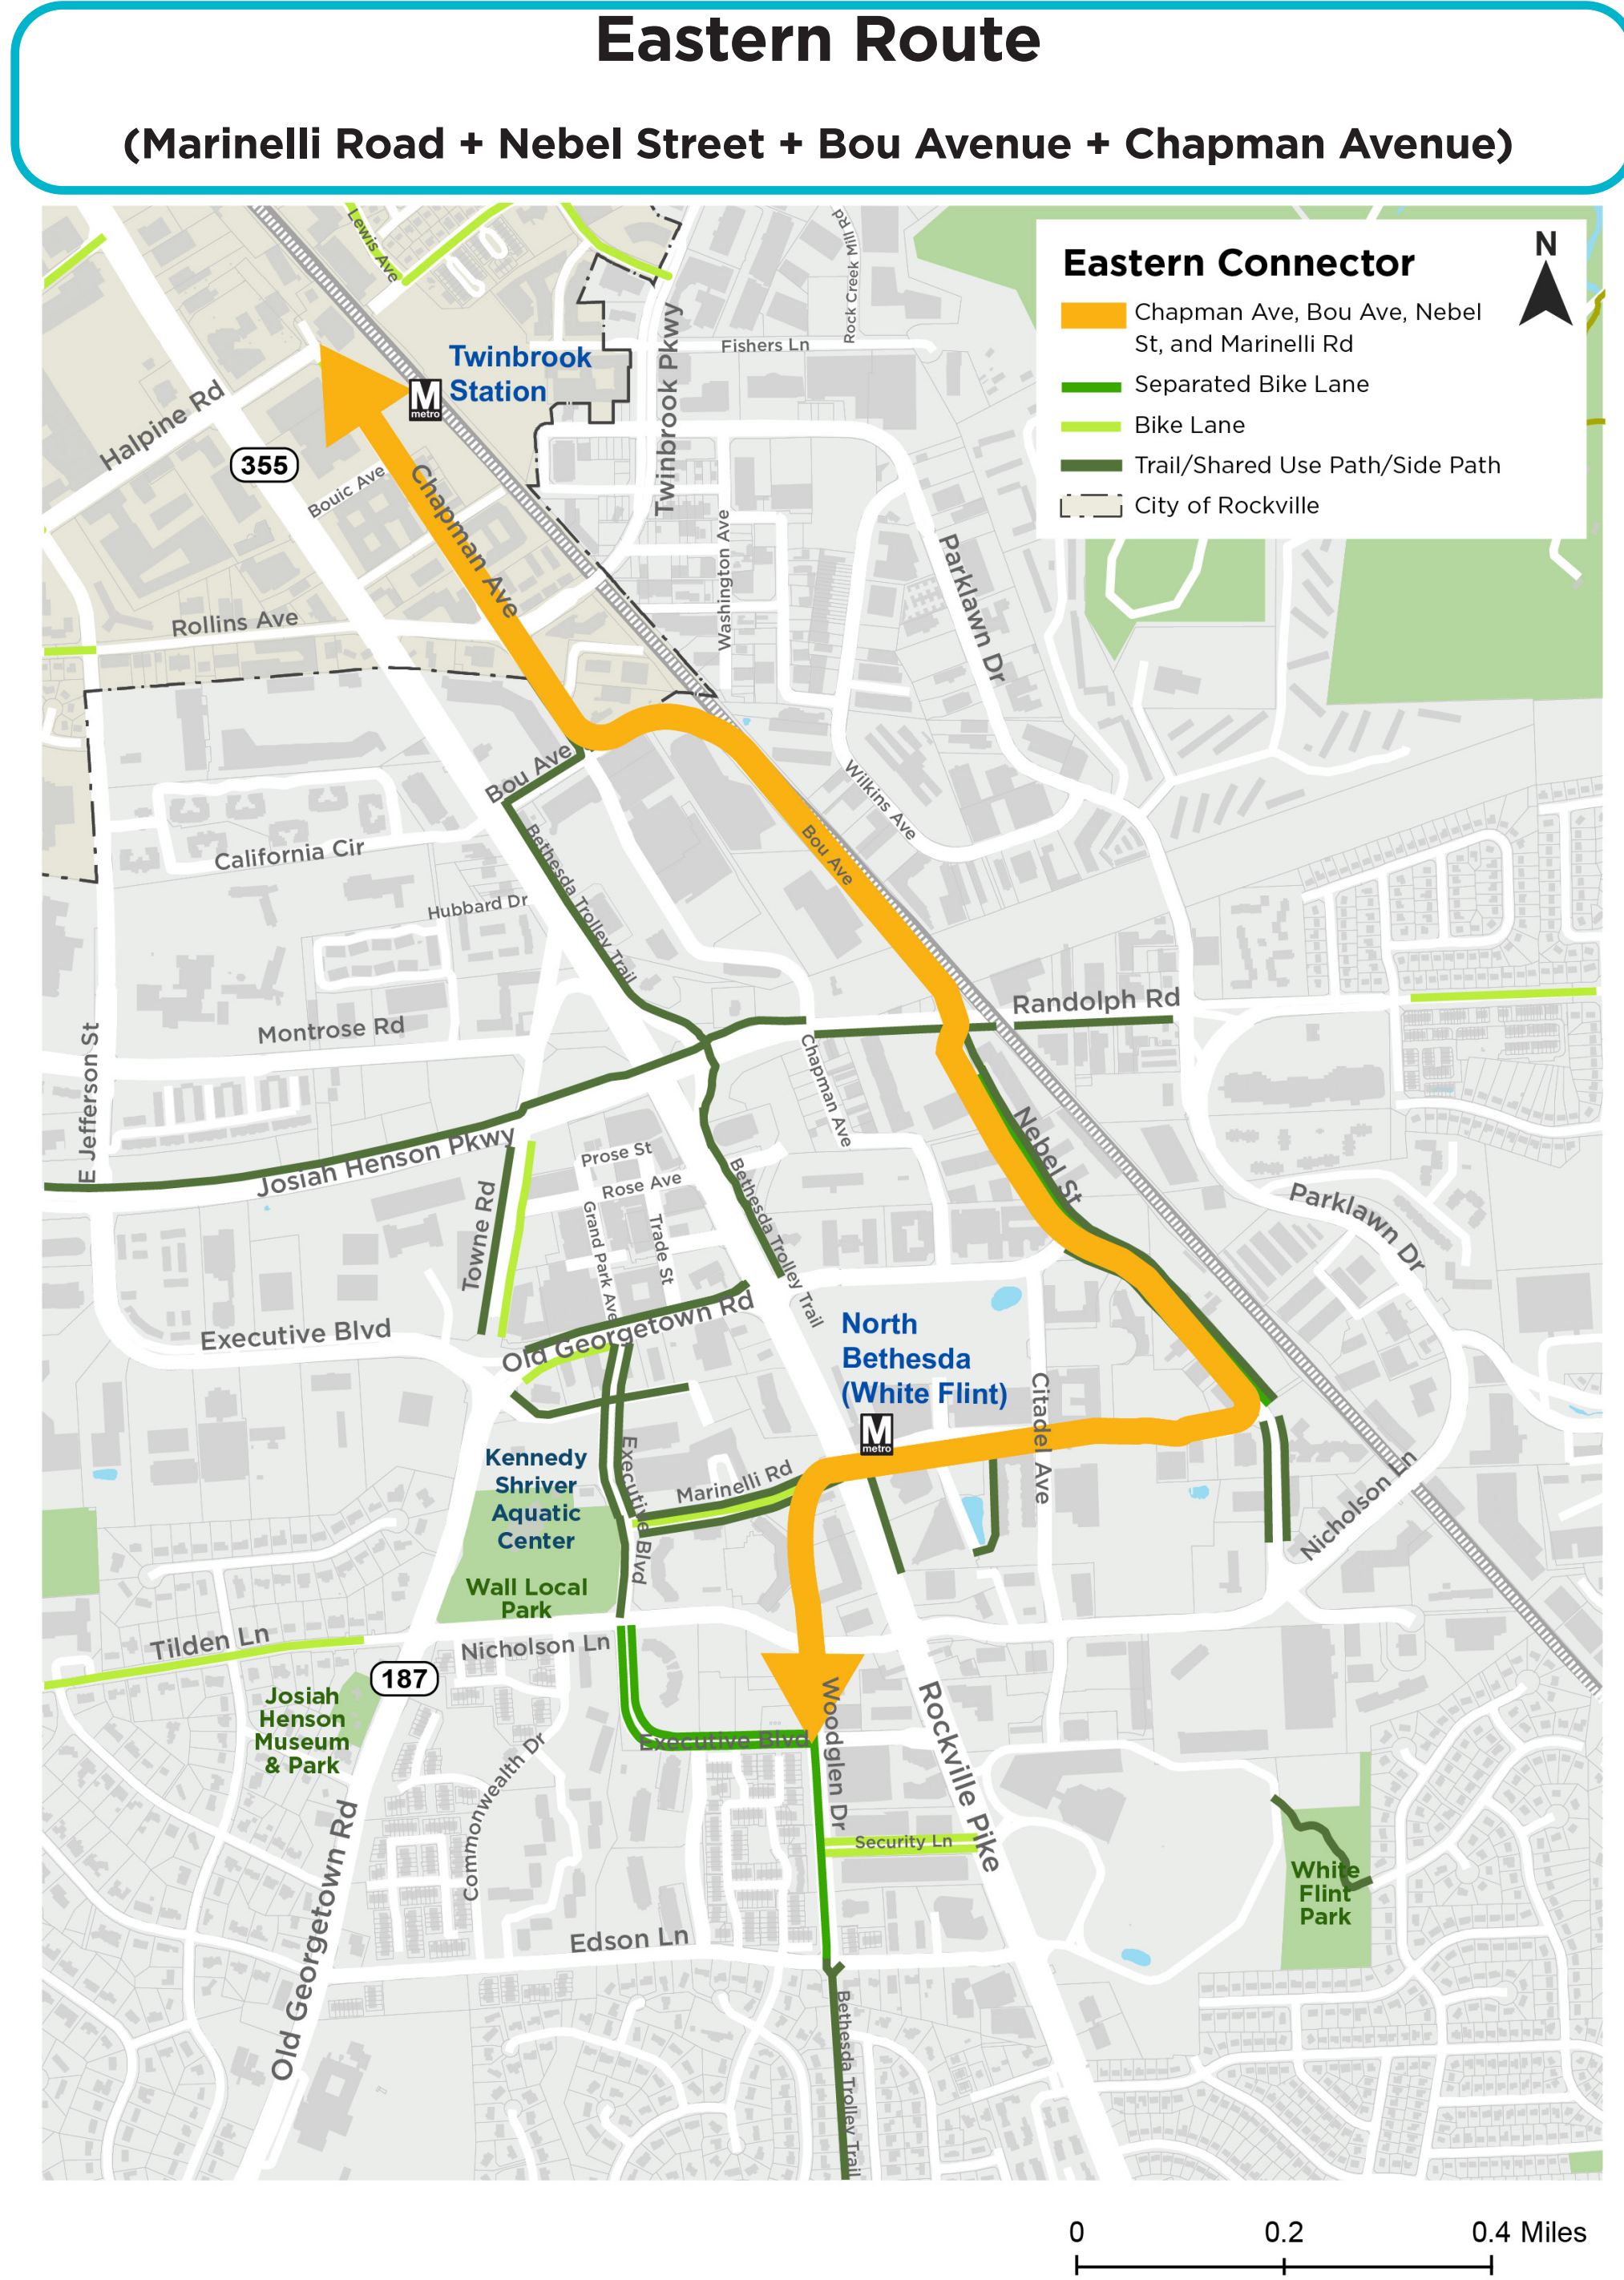 Eastern Route
(Marinelli Road + Nebel Street + Bou Avenue + Chapman Avenue)
Eastern Connector
N
Chapman Ave, Bou Ave, Nebel
St, and Marinelli Rd
Separated Bike Lane
Bike Lane
Trail/Shared Use Path/Side Path
City of Rockville
Lewis Ave
Rock Creek Mill Rd
Fishers Ln
Twinbrook
Station
M
metro
Twinbrook Pkwy
Halpine Rd
355
Bouic Ave
Chapman Ave
Washington Ave
Parklawn Dr
Rollins Ave
Bou Ave
Wilkins Ave
Bou Ave
California Cir
Bethesda Trolley Trail
Hubbard Dr
Randolph Rd
Montrose Rd
E Jefferson St
Chapman Ave
Nebel St
Josiah Henson Pkwy
Prose St
Rose Ave
Towne Rd
Grand Park Ave
Trade St
Bethesda Trolley Trail
Parklawn Dr
Executive Blvd
Old Georgetown Rd
North
Bethesda
(White Flint)
M
metro
Citadel Ave
Kennedy
Shriver
Aquatic
Center
Executive Blvd
Marinelli Rd
Nicholson Ln
Wall Local
Park
Tilden Ln
Nicholson Ln
187
Josiah
Henson
Museum
& Park
Executive Blvd
Woodglen Dr
Rockville Pike
Commonwealth Dr
Security Ln
White
Flint
Park
Old Georgetown Rd
Edson Ln
Bethesda Trolley Trail
0 0.2 0.4 Miles